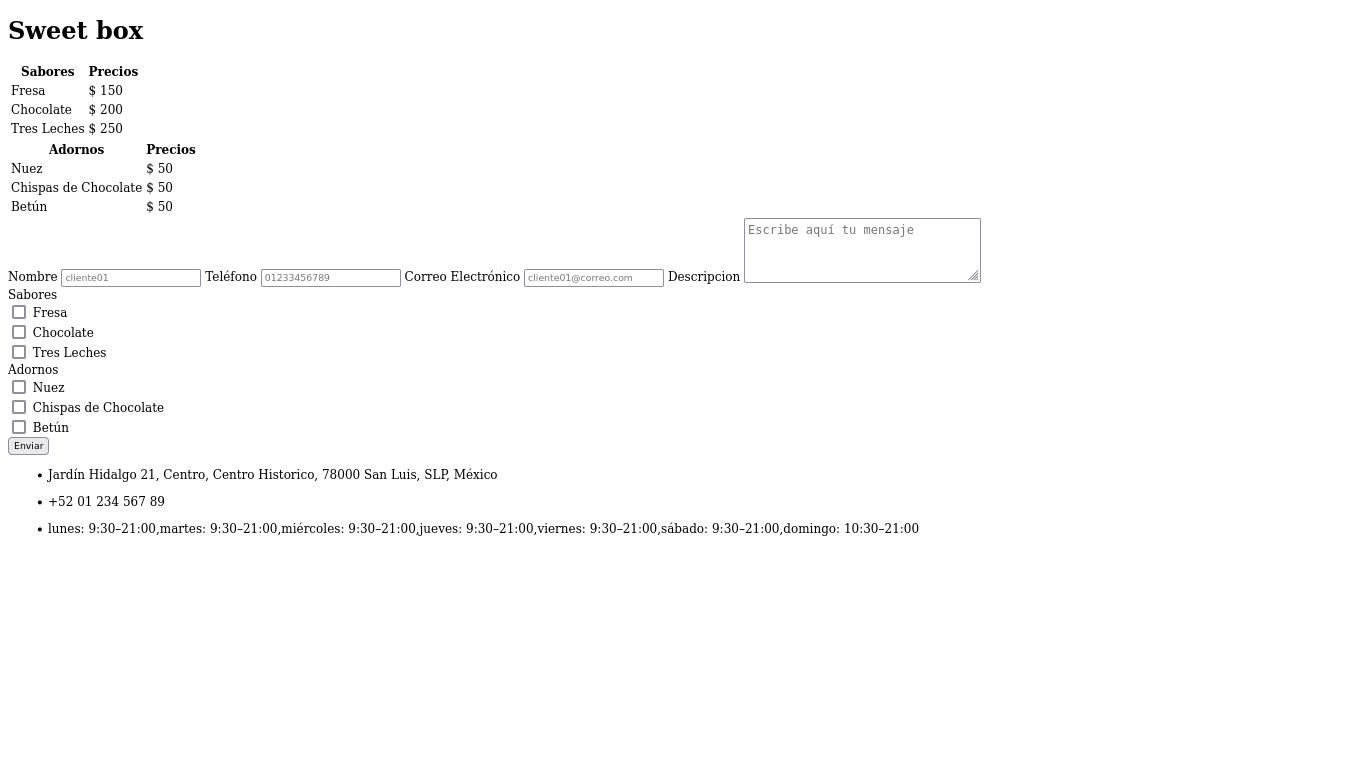 Sweet box
Sabores Precios
Fresa $ 150
Chocolate $ 200
Tres Leches $ 250
Adornos Precios
Nuez $ 50
Chispas de Chocolate $ 50
Betún $ 50
Escribe aquí tu mensaje
Nombre cliente01 Teléfono 01233456789 Correo Electrónico cliente01@correo.com Descripcion
Sabores
Fresa
Chocolate
Tres Leches
Adornos
Nuez
Chispas de Chocolate
Betún
Enviar
• Jardín Hidalgo 21, Centro, Centro Historico, 78000 San Luis, SLP, México
• +52 01 234 567 89
• lunes: 9:30–21:00,martes: 9:30–21:00,miércoles: 9:30–21:00,jueves: 9:30–21:00,viernes: 9:30–21:00,sábado: 9:30–21:00,domingo: 10:30–21:00